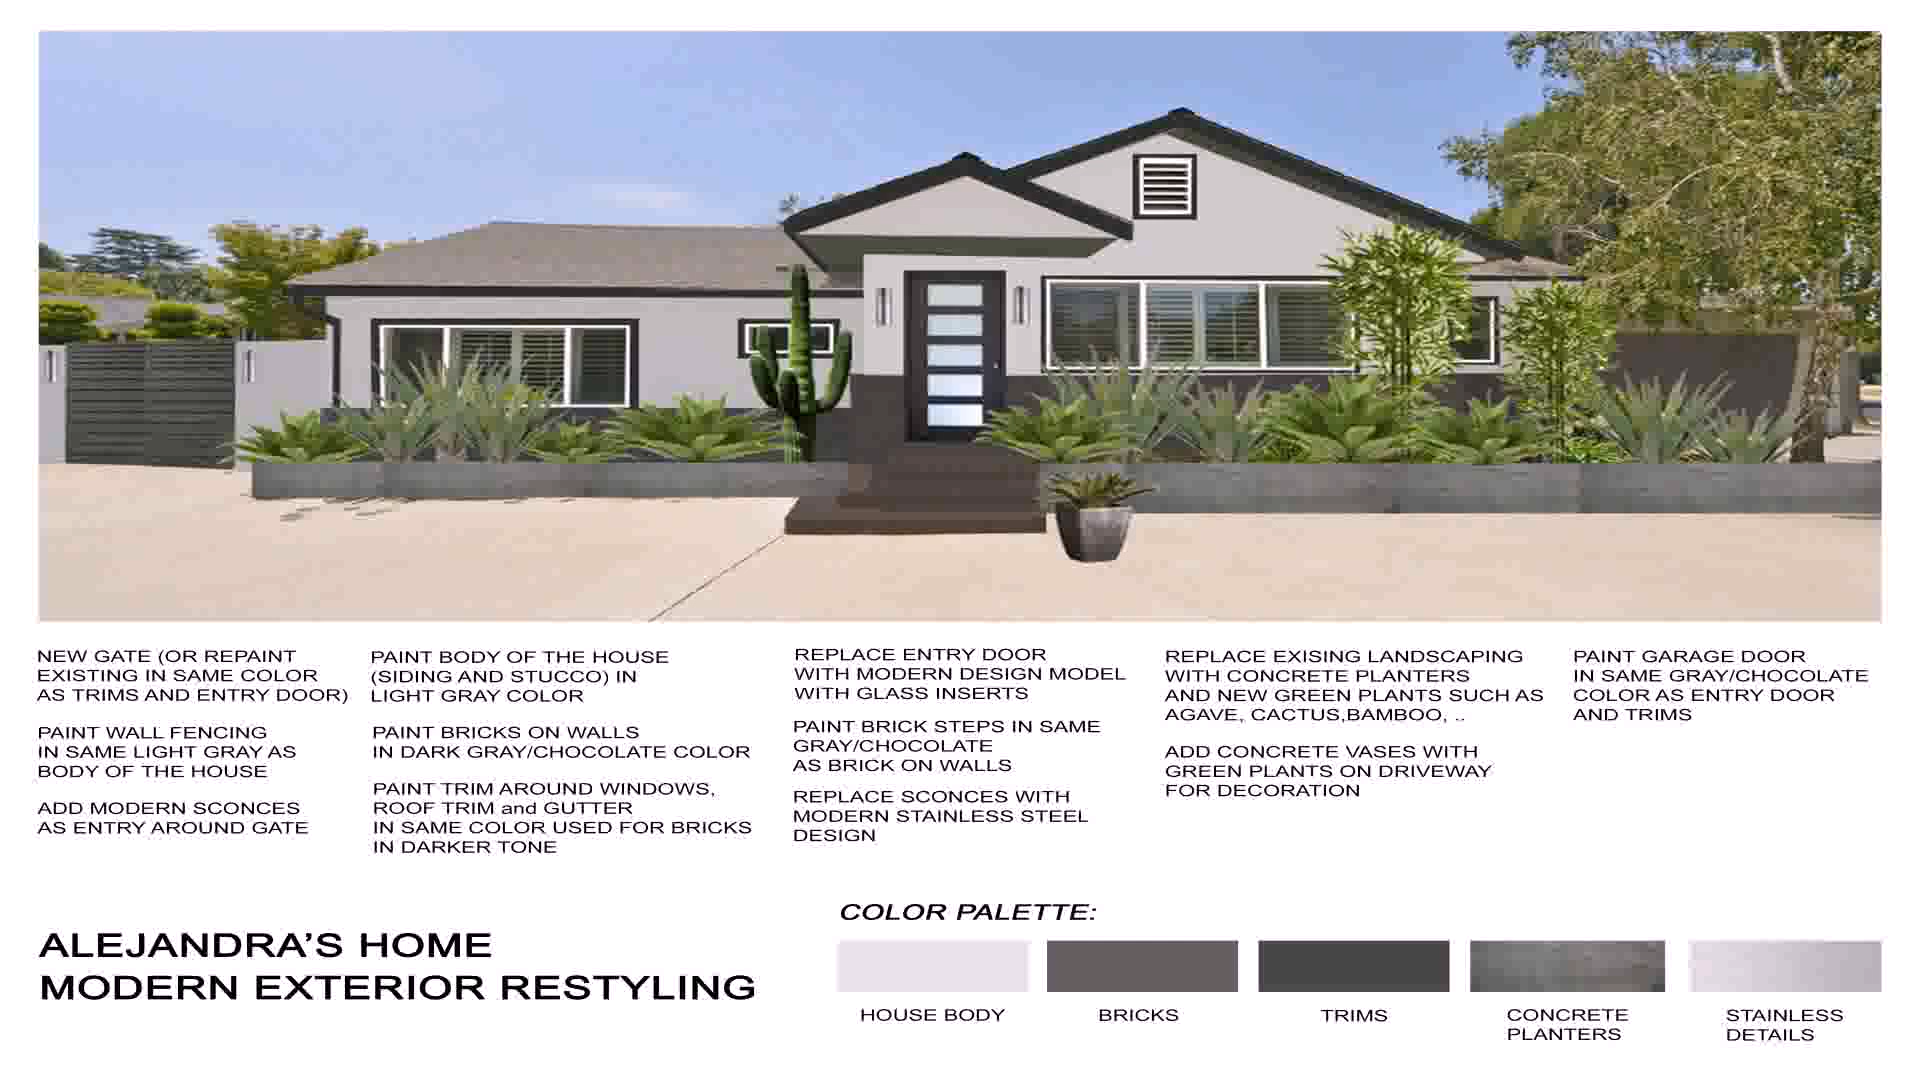 NEW GATE (OR REPAINT
EXISTING IN SAME COLOR
AS TRIMS AND ENTRY DOOR)
PAINT WALL FENCING
IN SAME LIGHT GRAY AS
BODY OF THE HOUSE
ADD MODERN SCONCES
AS ENTRY AROUND GATE
PAINT BODY OF THE HOUSE
(SIDING AND STUCCO) IN
LIGHT GRAY COLOR
PAINT BRICKS ON WALLS
IN DARK GRAY/CHOCOLATE COLOR
PAINT TRIM AROUND WINDOWS,
ROOF TRIM and GUTTER
IN SAME COLOR USED FOR BRICKS
IN DARKER TONE
REPLACE ENTRY DOOR
WITH MODERN DESIGN MODEL
WITH GLASS INSERTS
PAINT BRICK STEPS IN SAME
GRAY/CHOCOLATE
AS BRICK ON WALLS
REPLACE SCONCES WITH
MODERN STAINLESS STEEL
DESIGN
REPLACE EXISING LANDSCAPING
WITH CONCRETE PLANTERS
AND NEW GREEN PLANTS SUCH AS
AGAVE, CACTUS,BAMBOO, ..
ADD CONCRETE VASES WITH
GREEN PLANTS ON DRIVEWAY
FOR DECORATION
PAINT GARAGE DOOR
IN SAME GRAY/CHOCOLATE
COLOR AS ENTRY DOOR
AND TRIMS
ALEJANDRA'S HOME
MODERN EXTERIOR RESTYLING
COLOR PALETTE:
HOUSE BODY
BRICKS
TRIMS
CONCRETE
PLANTERS
STAINLESS
DETAILS